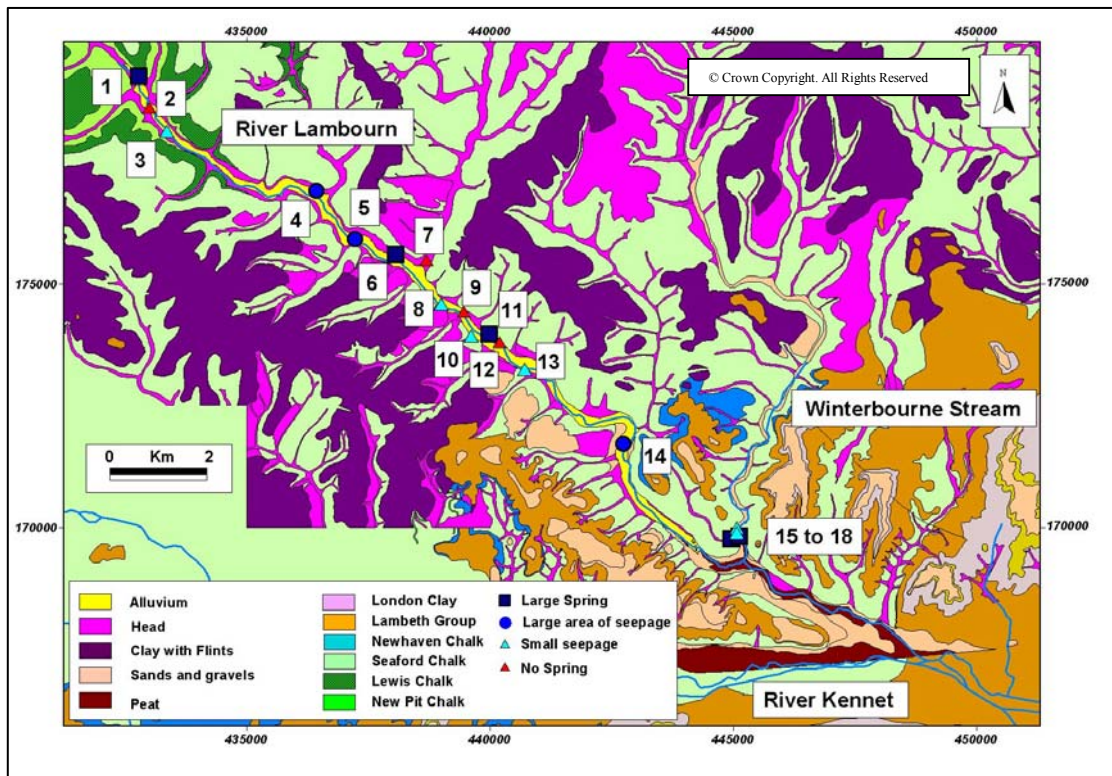 435000 440000 445000 450000
© Crown Copyright. All Rights Reserved
N
1
2
River Lambourn
3
4
5
7
6
175000 175000
9
8
11
10
12
13
Winterbourne Stream
0 Km 2
14
170000 170000
15 to 18
Alluvium
Head
Clay with Flints
Sands and gravels
Peat
London Clay
Lambeth Group
Newhaven Chalk
Seaford Chalk
Lewis Chalk
New Pit Chalk
Large Spring
Large area of seepage
Small seepage
No Spring
River Kennet
435000 440000 445000 450000